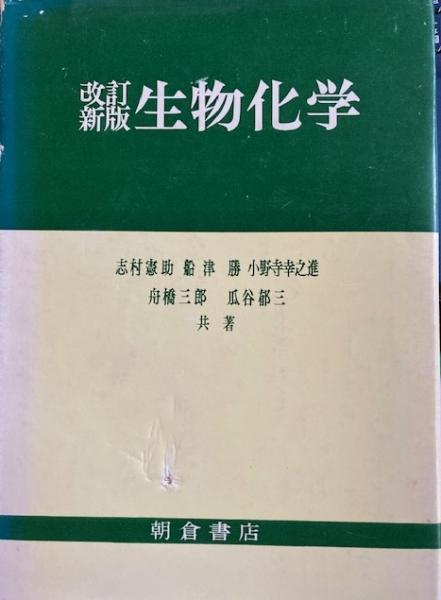 改訂新版 生物化学
志村憲助 船津 勝 小野寺幸之進
舟橋三郎 瓜谷郁三
共著
朝倉書店